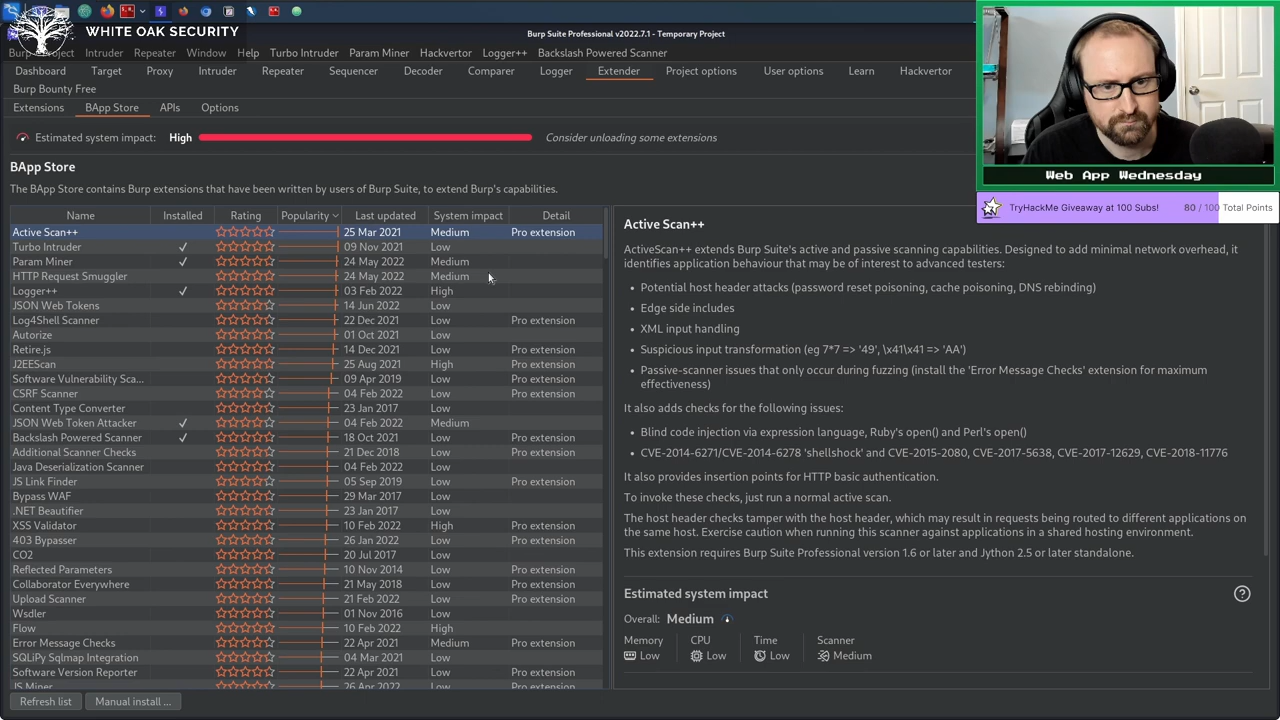 WHITE OAK SECURITY
Burp Suite Professional v2022.7.1 - Temporary Project
Burp Project Intruder Repeater Window Help Turbo Intruder Param Miner Hackvertor Logger++ Backslash Powered Scanner
Dashboard Target Proxy Intruder Repeater Sequencer Decoder Comparer Logger Extender Project options User options Learn Hackvertor
Burp Bounty Free
Extensions BApp Store APIs Options
Estimated system impact: High Consider unloading some extensions
Web App Wednesday
TryHackMe Giveaway at 100 Subs! 80 / 100 Total Points
BApp Store
The BApp Store contains Burp extensions that have been written by users of Burp Suite, to extend Burp's capabilities.
Name Installed Rating Popularity Last updated System impact Detail
Active Scan++ 25 Mar 2021 Medium Pro extension
Turbo Intruder ✓ 09 Nov 2021 Low
Param Miner ✓ 24 May 2022 Medium
HTTP Request Smuggler 24 May 2022 Medium
Logger++ ✓ 03 Feb 2022 High
JSON Web Tokens 14 Jun 2022 Low
Log4Shell Scanner 22 Dec 2021 Low Pro extension
Autorize 01 Oct 2021 Low
Retire.js 14 Dec 2021 Low Pro extension
J2EEScan 25 Aug 2021 High Pro extension
Software Vulnerability Sca... 09 Apr 2019 Low Pro extension
CSRF Scanner 04 Feb 2022 Low Pro extension
Content Type Converter 23 Jan 2017 Low
JSON Web Token Attacker ✓ 04 Feb 2022 Medium
Backslash Powered Scanner ✓ 18 Oct 2021 Low Pro extension
Additional Scanner Checks 21 Dec 2018 Low Pro extension
Java Deserialization Scanner 04 Feb 2022 Low Pro extension
JS Link Finder 05 Sep 2019 Low Pro extension
Bypass WAF 29 Mar 2017 Low
.NET Beautifier 23 Jan 2017 Low
XSS Validator 10 Feb 2022 High Pro extension
403 Bypasser 26 Jan 2022 Low Pro extension
CO2 20 Jul 2017 Low
Reflected Parameters 10 Nov 2014 Low Pro extension
Collaborator Everywhere 21 May 2018 Low Pro extension
Upload Scanner 21 Feb 2022 Low Pro extension
Wsdler 01 Nov 2016 Low
Flow 10 Feb 2022 High
Error Message Checks 22 Apr 2021 Medium Pro extension
SQLiPy Sqlmap Integration 04 Mar 2021 Low
Software Version Reporter 22 Apr 2021 Low Pro extension
JS Miner 26 Apr 2022 Medium Pro extension
Refresh list Manual install ...
Active Scan++
ActiveScan++ extends Burp Suite's active and passive scanning capabilities. Designed to add minimal network overhead, it
identifies application behaviour that may be of interest to advanced testers:
• Potential host header attacks (password reset poisoning, cache poisoning, DNS rebinding)
• Edge side includes
• XML input handling
• Suspicious input transformation (eg 7*7 => '49', \x41\x41 => 'AA')
• Passive-scanner issues that only occur during fuzzing (install the 'Error Message Checks' extension for maximum
effectiveness)
It also adds checks for the following issues:
• Blind code injection via expression language, Ruby's open() and Perl's open()
• CVE-2014-6271/CVE-2014-6278 'shellshock' and CVE-2015-2080, CVE-2017-5638, CVE-2017-12629, CVE-2018-11776
It also provides insertion points for HTTP basic authentication.
To invoke these checks, just run a normal active scan.
The host header checks tamper with the host header, which may result in requests being routed to different applications on
the same host. Exercise caution when running this scanner against applications in a shared hosting environment.
This extension requires Burp Suite Professional version 1.6 or later and Jython 2.5 or later standalone.
Estimated system impact
Overall: Medium
Memory CPU Time Scanner
Low Low Low Medium